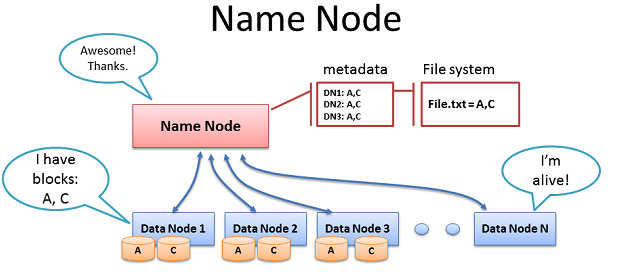 Name Node
Awesome!
Thanks.
metadata
File system
DN1: A,C
DN2: A,C
DN3: A,C
File.txt = A,C
Name Node
I have
blocks:
A, C
I'm
alive!
Data Node 1
Data Node 2
Data Node 3
Data Node N
A
C
A
C
A
C